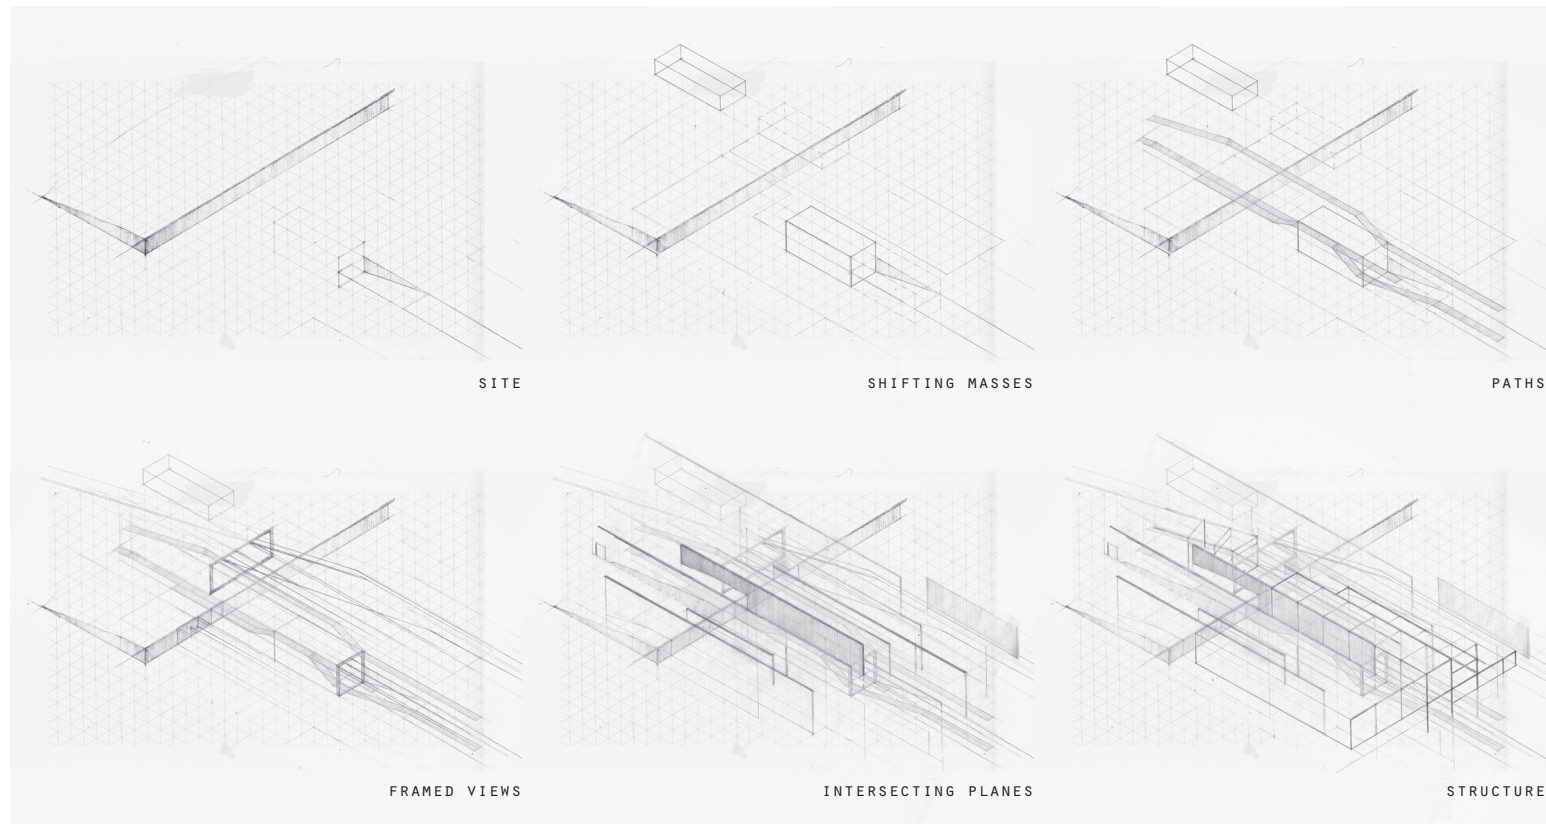 SITE
SHIFTING MASSES
PATHS
FRAMED VIEWS
INTERSECTING PLANES
STRUCTURE